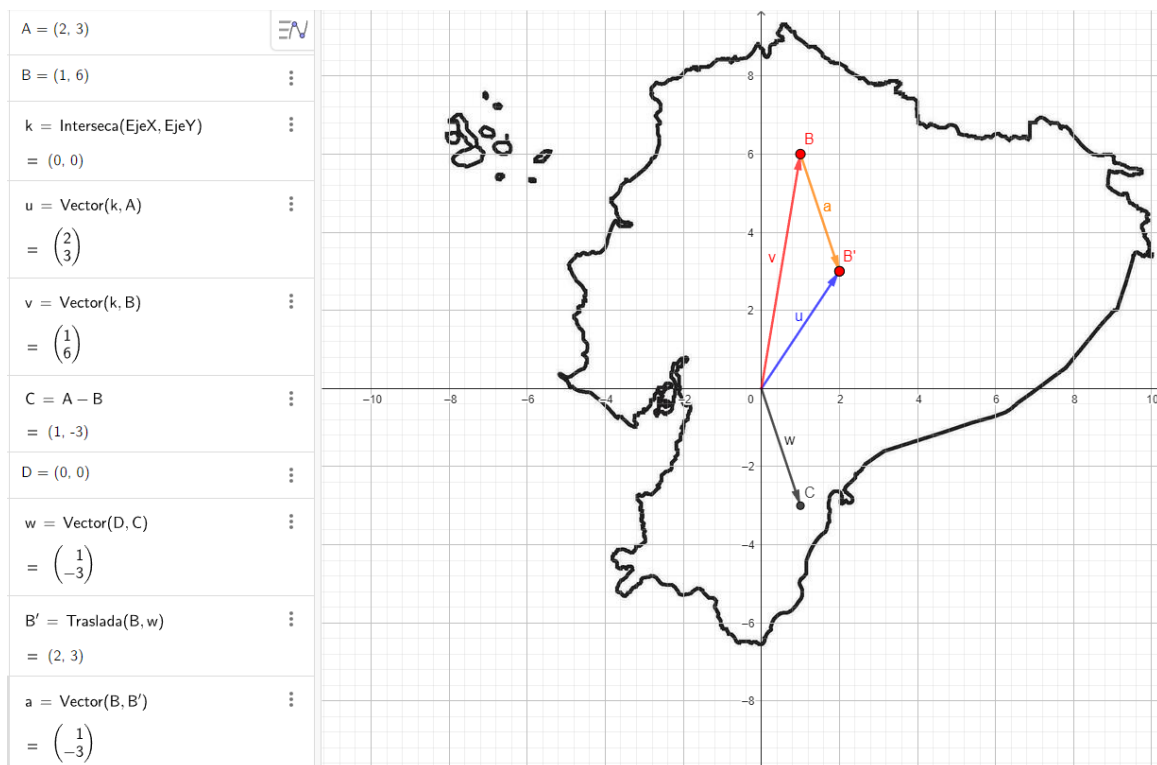 A = (2, 3)
B = (1, 6)
k = Interseca(EjeX, EjeY)
= (0, 0)
u = Vector(k, A)
= (2
3)
v = Vector(k, B)
= (1
6)
C = A – B
= (1, -3)
D = (0, 0)
w = Vector(D, C)
= (1
−3)
B′ = Traslada(B, w)
= (2, 3)
a = Vector(B, B′)
= (1
−3)
8
B
6
a
B'
4
v
2
u
−10 −8 −6 −4 −2 0 2 4 6 8 10
w
−2
C
−4
−6
−8